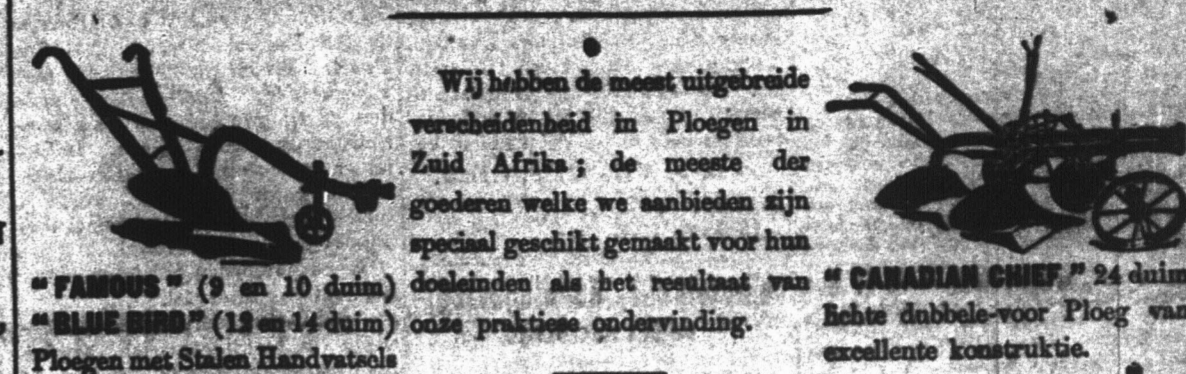 "FAMOUS" (9 en 10 duim)
"BLUE BIRD" (12 en 14 duim)
Ploegen met Stalen Handvatsels
Wij hebben de meest uitgebreide
verscheidenheid in Ploegen in
Zuid Afrika; de meeste der
goederen welke we aanbieden zijn
speciaal geschikt gemaakt voor hun
doeleinden als het resultaat van
onze praktiese ondervinding.
"CANADIAN CHIEF" 24 duim
Echte dubbele-voor Ploeg van
excellente konstruktie.